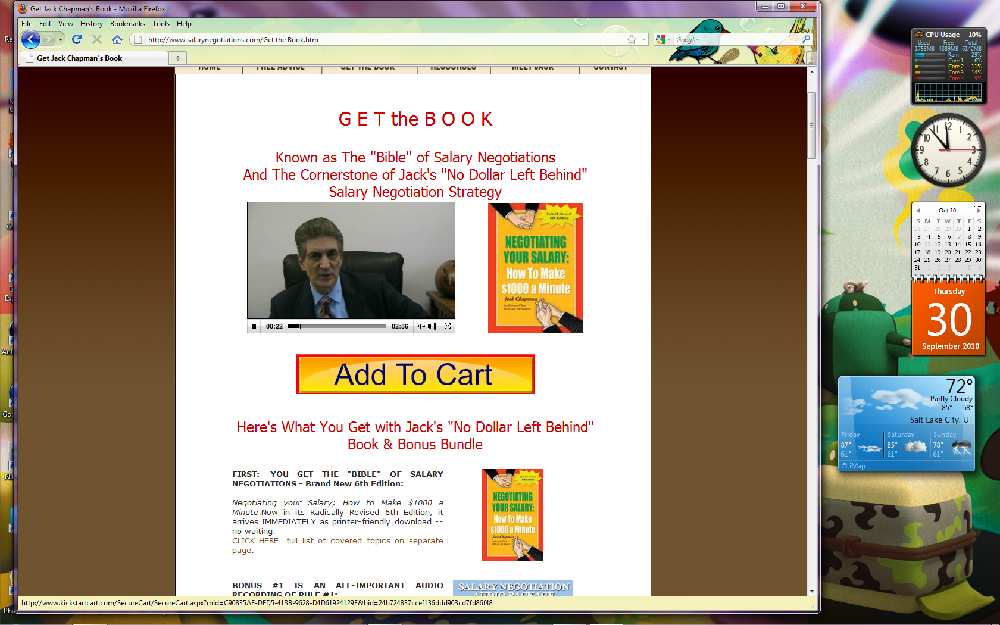 Get Jack Chapman's Book - Mozilla Firefox
File Edit View History Bookmarks Tools Help
http://www.salarynegotiations.com/Get the Book.htm
Google
Get Jack Chapman's Book
HOME FREE ADVICE GET THE BOOK RESOURCES MEET JACK CONTACT
G E T the B O O K
Known as The "Bible" of Salary Negotiations
And The Cornerstone of Jack's "No Dollar Left Behind"
Salary Negotiation Strategy
Radically Revised
6th Edition
NEGOTIATING
YOUR SALARY:
How To Make
$1000 a Minute
Jack Chapman
An Essential Tool
for Every Job Search!
00:22 02:56
Add To Cart
Here's What You Get with Jack's "No Dollar Left Behind"
Book & Bonus Bundle
FIRST: YOU GET THE "BIBLE" OF SALARY
NEGOTIATIONS - Brand New 6th Edition:
Negotiating your Salary; How to Make $1000 a
Minute.Now in its Radically Revised 6th Edition, it
arrives IMMEDIATELY as printer-friendly download --
no waiting.
CLICK HERE full list of covered topics on separate
page.
NEGOTIATING
YOUR SALARY:
How To Make
$1000 a Minute
Jack Chapman
BONUS #1 IS AN ALL-IMPORTANT AUDIO
RECORDING OF RULE #1:
SALARY NEGOTIATION
AUDIO PACKAGE
http://www.kickstartcart.com/SecureCart/SecureCart.aspx?mid=C90835AF-DFD5-413B-9628-D4D61924129E&bid=24b724837ccef136ddd903cd7fd86f48
CPU Usage 10%
Used Free Total
1753MB 4389MB 6142MB
Ram 29%
Core 1 6%
Core 2 11%
Core 3 14%
Core 4 9%
12 1 2 3 4 5 6 7 8 9 10 11
Oct 10
S M T W T F S
26 27 28 29 30 1 2
3 4 5 6 7 8 9
10 11 12 13 14 15 16
17 18 19 20 21 22 23
24 25 26 27 28 29 30
31 1 2 3 4 5 6
Thursday
30
September 2010
72°
Partly Cloudy
85° - 58°
Salt Lake City, UT
Friday Saturday Sunday
87° 85° 78°
61° 61° 61°
© iMap